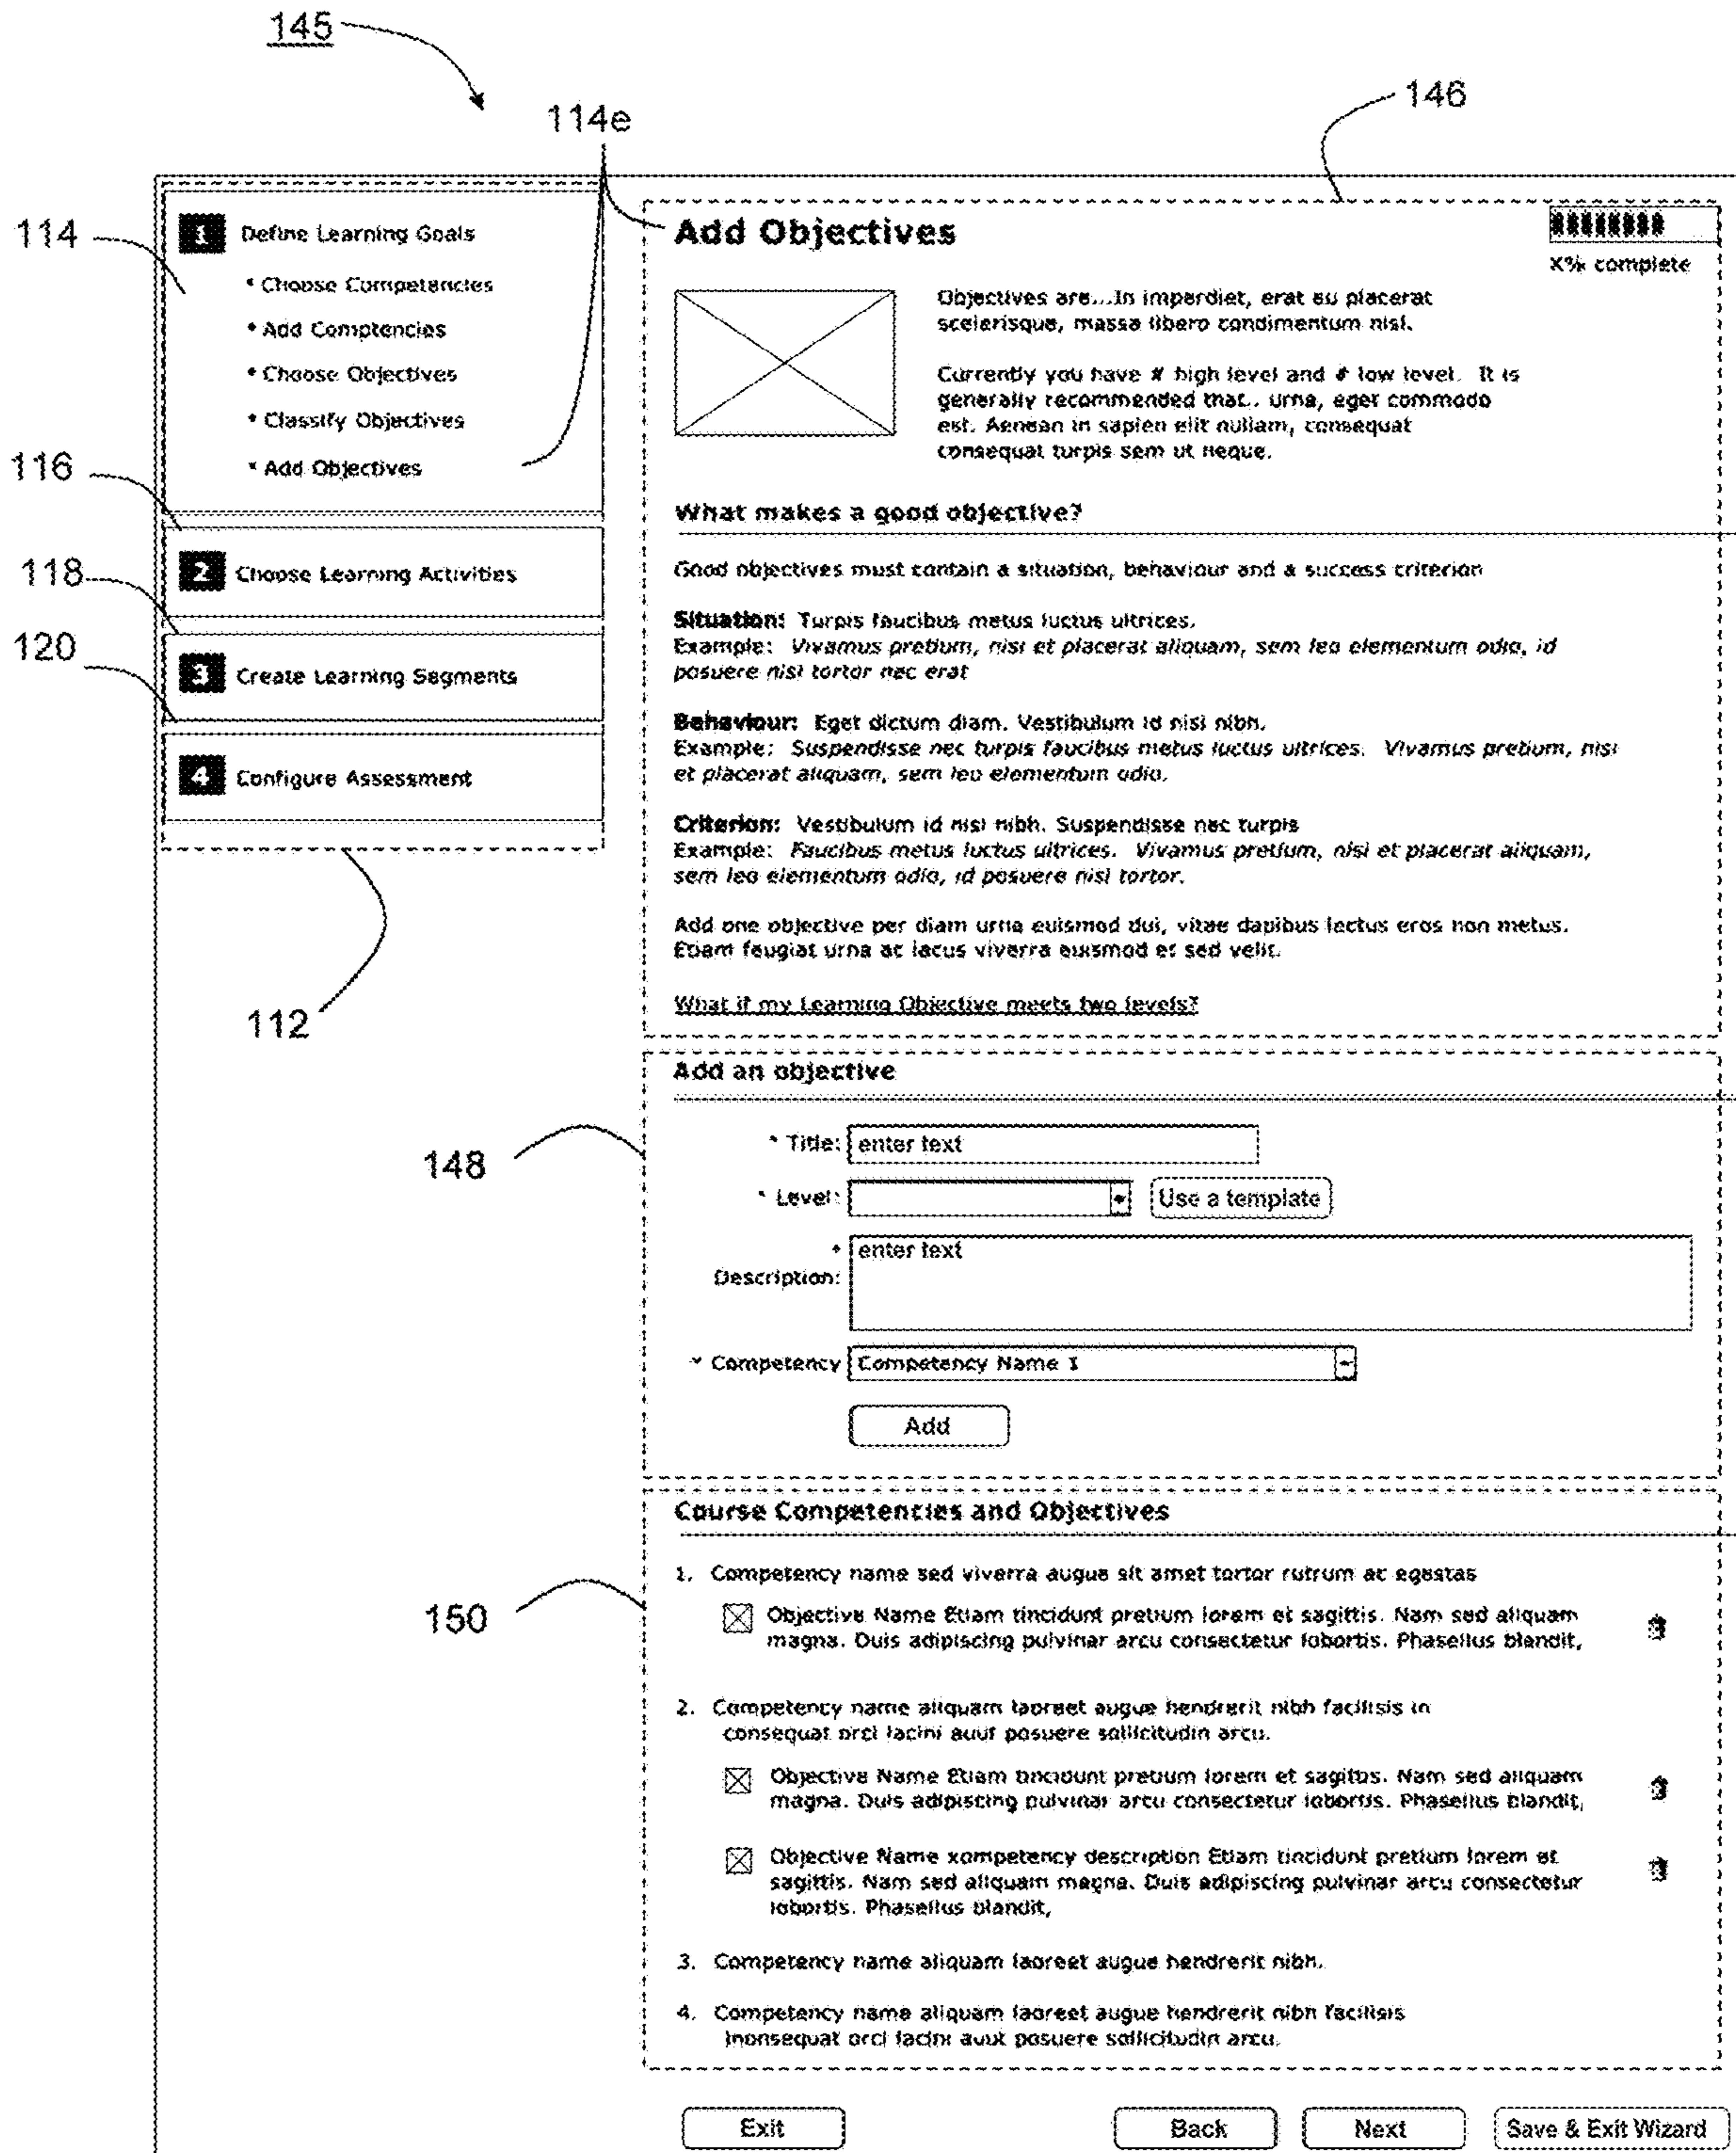 145
114e
146
114
1 Define Learning Goals
* Choose Competencies
* Add Comptencies
* Choose Objectives
* Classify Objectives
* Add Objectives
116
2 Choose Learning Activities
118
3 Create Learning Segments
120
4 Configure Assessment
112
Add Objectives
X% complete
Objectives are...In imperdiet, erat eu placerat
scelerisque, massa libero condimentum nisl.
Currently you have # high level and # low level. It is
generally recommended that.. urna, eget commodo
est. Aenean in sapien elit nullam, consequat
consequat turpis sem ut neque.
What makes a good objective?
Good objectives must contain a situation, behaviour and a success criterion
Situation: Turpis faucibus metus luctus ultrices.
Example: Vivamus pretium, nisi et placerat aliquam, sem leo elementum odio, id
posuere nisl tortor nec erat
Behaviour: Eget dictum diam. Vestibulum id nisi nibh.
Example: Suspendisse nec turpis faucibus metus luctus ultrices. Vivamus pretium, nisi
et placerat aliquam, sem leo elementum odio.
Criterion: Vestibulum id nisi nibh. Suspendisse nec turpis
Example: Faucibus metus luctus ultrices. Vivamus pretium, nisi et placerat aliquam,
sem leo elementum odio, id posuere nisl tortor.
Add one objective per diam urna euismod dui, vitae dapibus lectus eros non metus.
Etiam feugiat urna ac lacus viverra euismod et sed velit.
What if my Learning Objective meets two levels?
148
Add an objective
* Title: enter text
* Level: Use a template
*
Description: enter text
* Competency Competency Name 1
Add
150
Course Competencies and Objectives
1. Competency name sed viverra augue sit amet tortor rutrum ac egestas
Objective Name Etiam tincidunt pretium lorem et sagittis. Nam sed aliquam
magna. Duis adipiscing pulvinar arcu consectetur lobortis. Phasellus blandit,
2. Competency name aliquam laoreet augue hendrerit nibh facilisis in
consequat orci lacini auut posuere sollicitudin arcu.
Objective Name Etiam tincidunt pretium lorem et sagittis. Nam sed aliquam
magna. Duis adipiscing pulvinar arcu consectetur lobortis. Phasellus blandit,
Objective Name xompetency description Etiam tincidunt pretium lorem et
sagittis. Nam sed aliquam magna. Duis adipiscing pulvinar arcu consectetur
lobortis. Phasellus blandit,
3. Competency name aliquam laoreet augue hendrerit nibh.
4. Competency name aliquam laoreet augue hendrerit nibh facilisis
inonsequat orci lacini auut posuere sollicitudin arcu.
Exit
Back
Next
Save & Exit Wizard